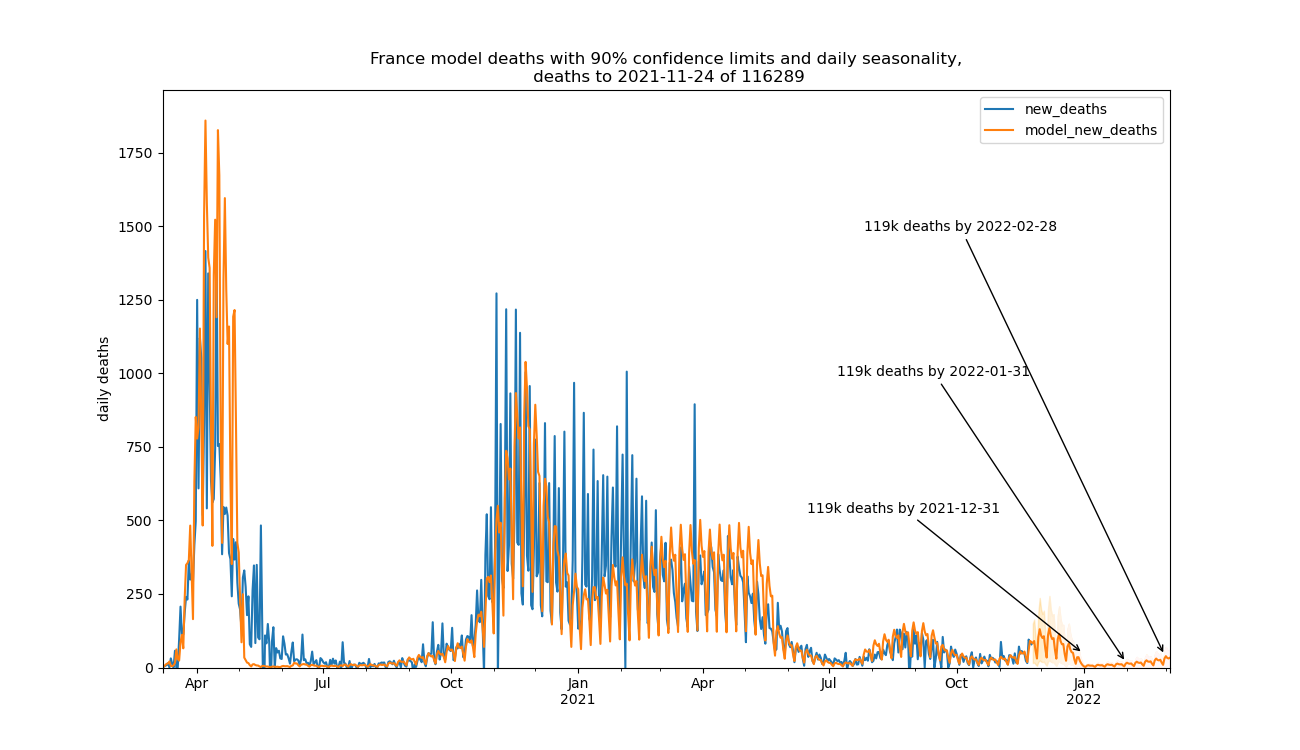 France model deaths with 90% confidence limits and daily seasonality,
deaths to 2021-11-24 of 116289
new_deaths
model_new_deaths
1750
1500
1250
1000
750
500
250
0
daily deaths
119k deaths by 2022-02-28
119k deaths by 2022-01-31
119k deaths by 2021-12-31
Apr Jul Oct Jan Apr Jul Oct Jan
2021 2022